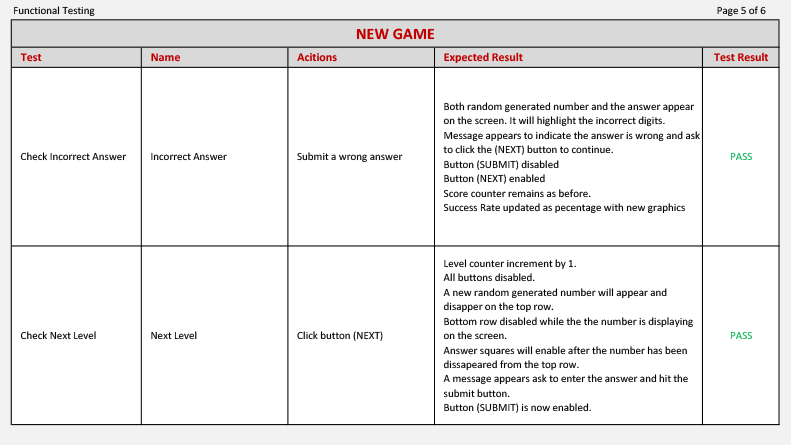 Functional Testing Page 5 of 6
NEW GAME
Test Name Acitions Expected Result Test Result
Check Incorrect Answer Incorrect Answer Submit a wrong answer
Both random generated number and the answer appear
on the screen. It will highlight the incorrect digits.
Message appears to indicate the answer is wrong and ask
to click the (NEXT) button to continue.
Button (SUBMIT) disabled
Button (NEXT) enabled
Score counter remains as before.
Success Rate updated as pecentage with new graphics
PASS
Check Next Level Next Level Click button (NEXT)
Level counter increment by 1.
All buttons disabled.
A new random generated number will appear and
disapper on the top row.
Bottom row disabled while the the number is displaying
on the screen.
Answer squares will enable after the number has been
dissapeared from the top row.
A message appears ask to enter the answer and hit the
submit button.
Button (SUBMIT) is now enabled.
PASS